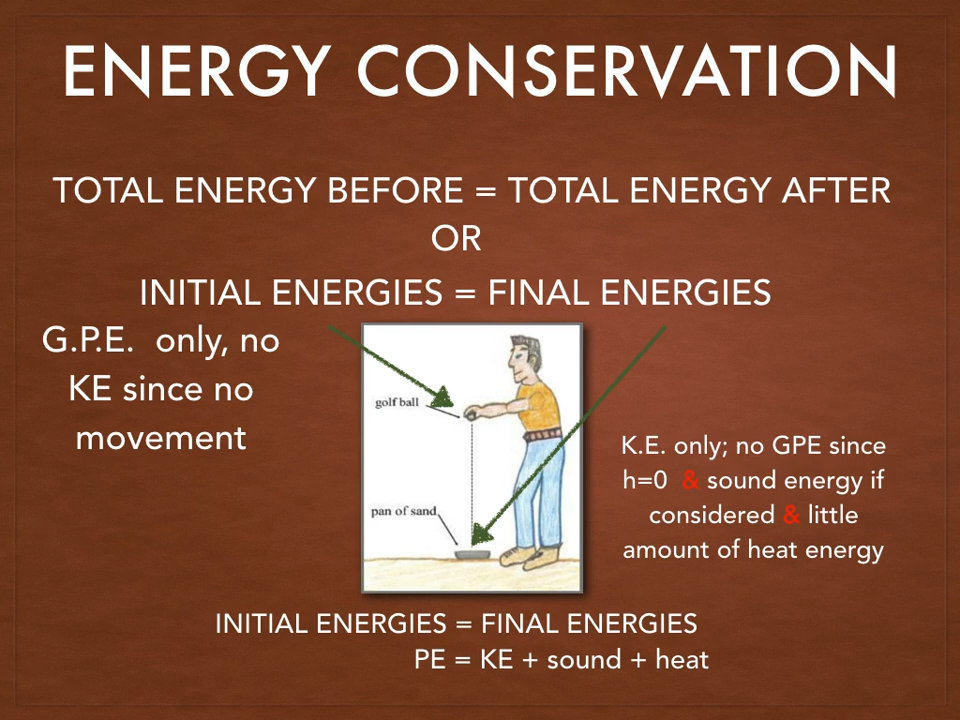 ENERGY CONSERVATION
TOTAL ENERGY BEFORE = TOTAL ENERGY AFTER
OR
INITIAL ENERGIES = FINAL ENERGIES
G.P.E. only, no
KE since no
movement
golf ball
pan of sand
K.E. only; no GPE since
h=0 & sound energy if
considered & little
amount of heat energy
INITIAL ENERGIES = FINAL ENERGIES
PE = KE + sound + heat